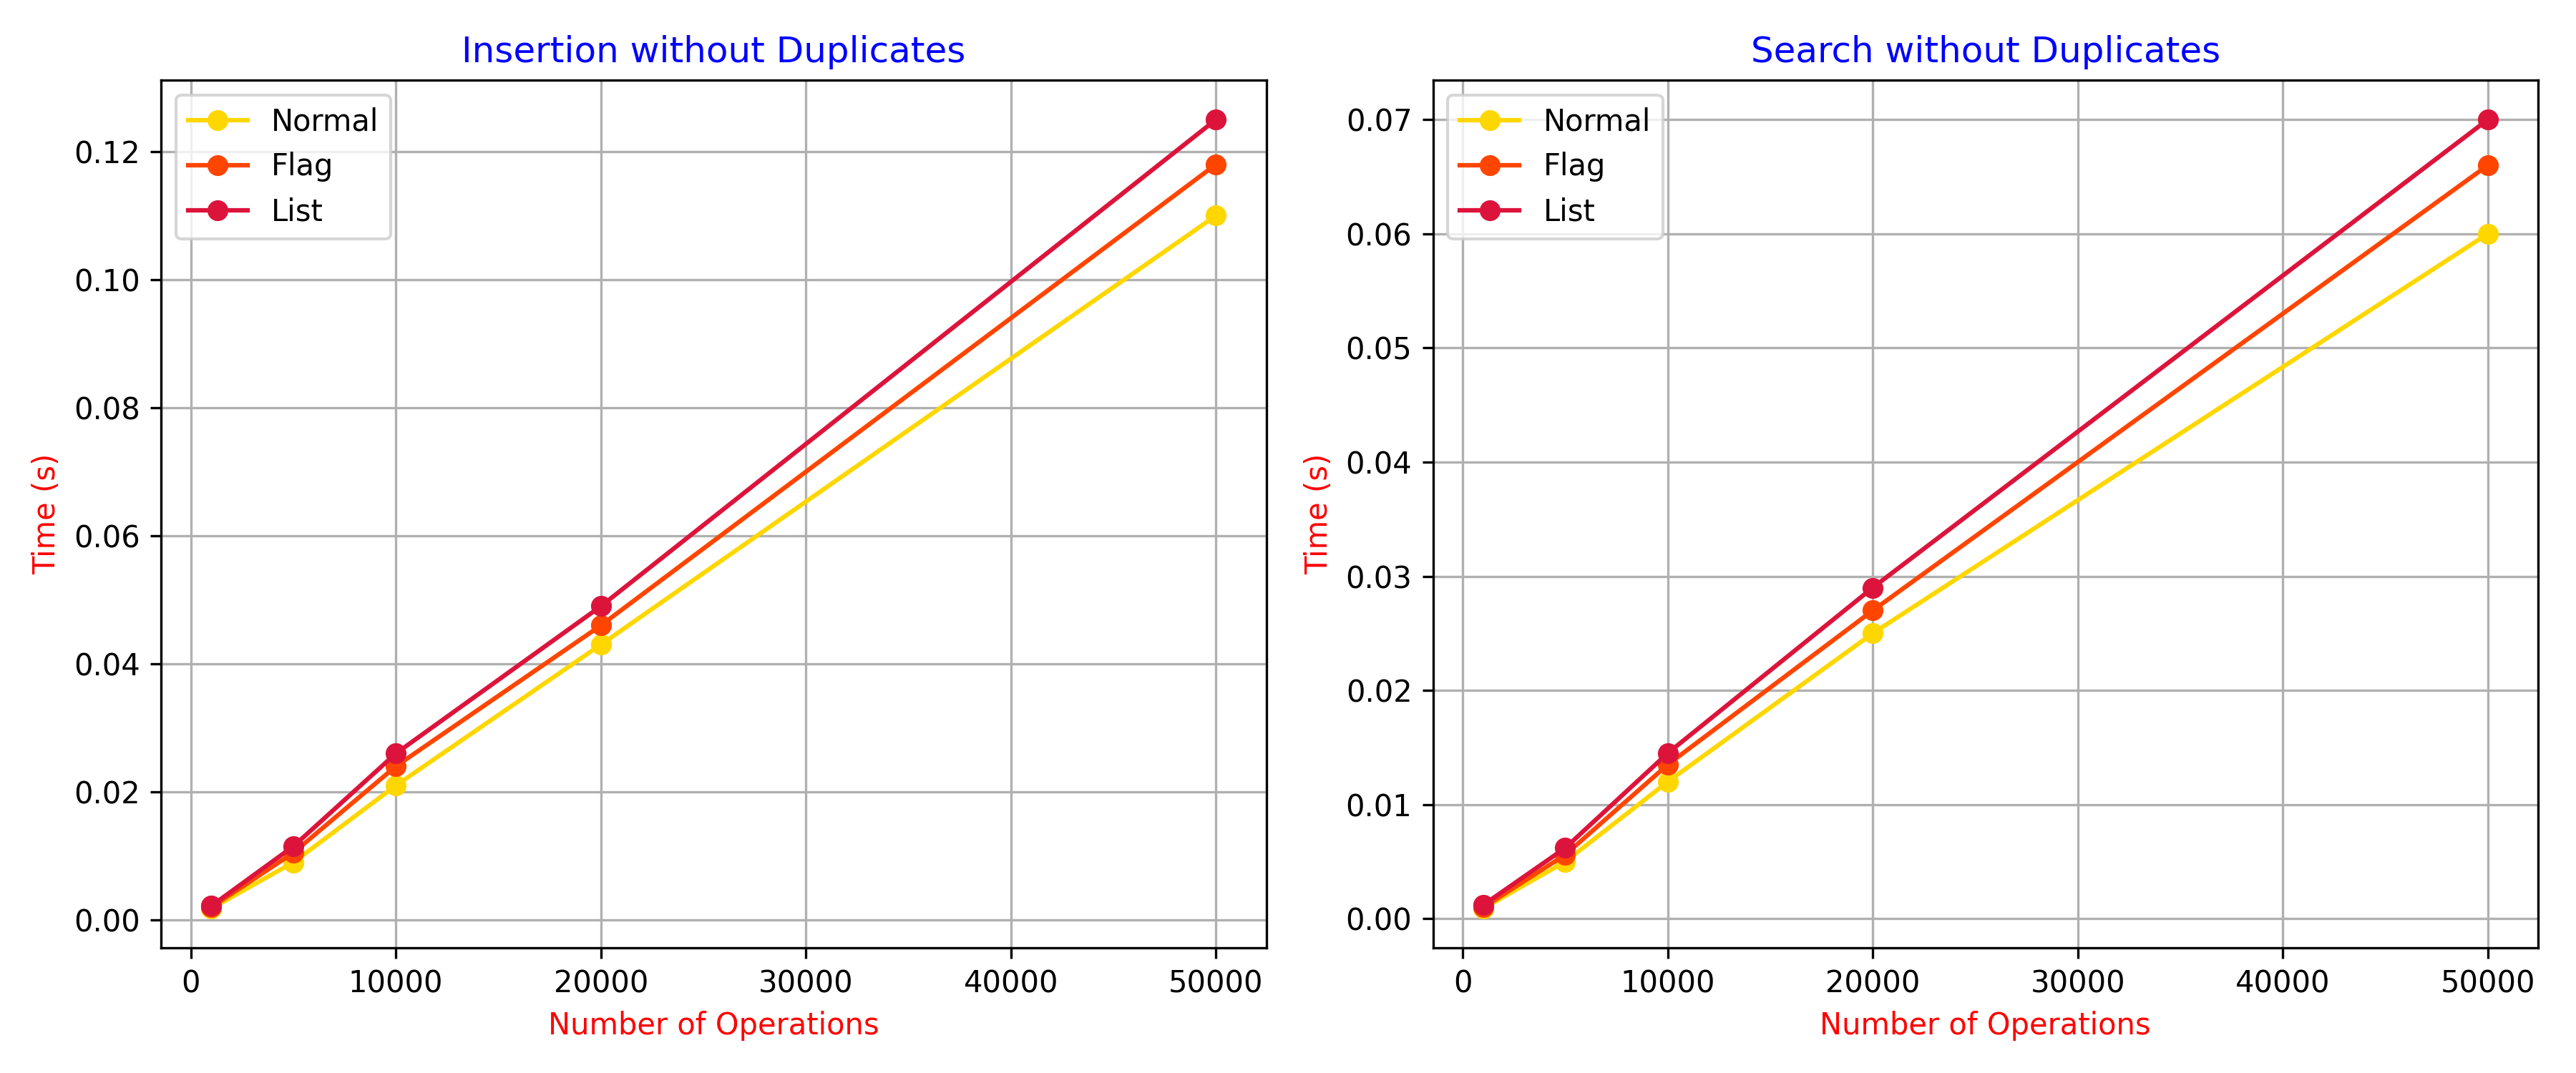 Insertion without Duplicates
Normal
Flag
List
0.12
0.10
0.08
0.06
0.04
0.02
0.00
Time (s)
0 10000 20000 30000 40000 50000
Number of Operations
Search without Duplicates
Normal
Flag
List
0.07
0.06
0.05
0.04
0.03
0.02
0.01
0.00
Time (s)
0 10000 20000 30000 40000 50000
Number of Operations